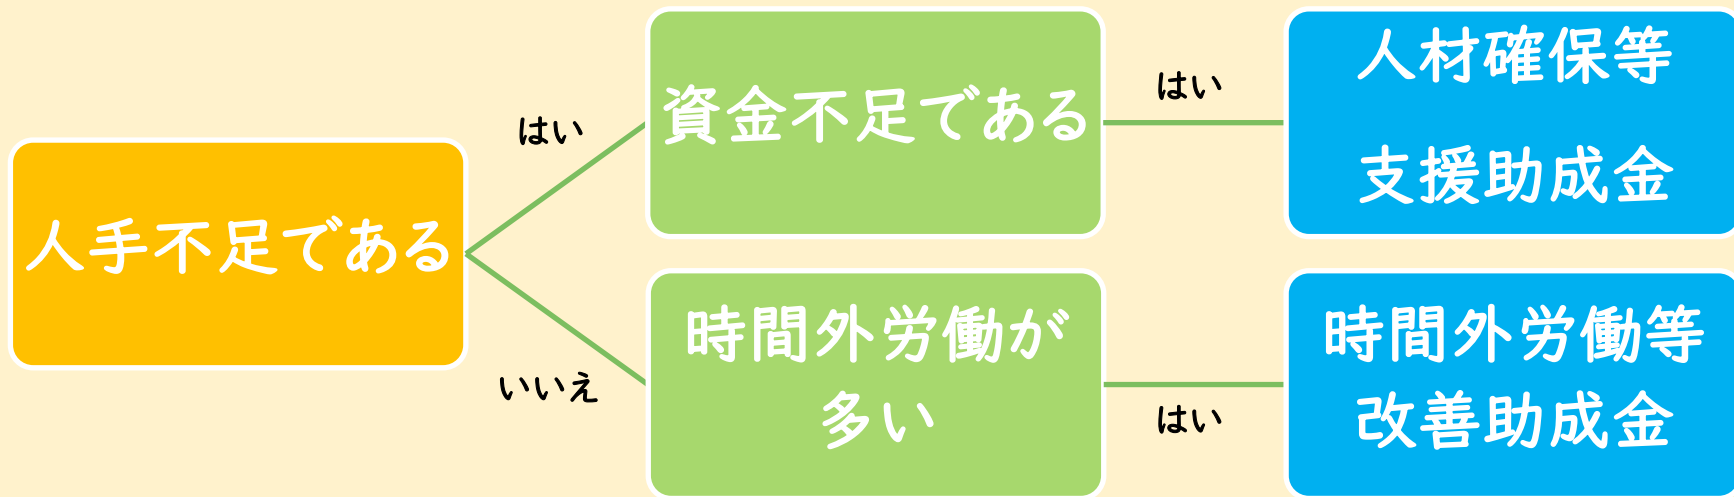 人手不足である
はい
いいえ
資金不足である
はい
人材確保等
支援助成金
時間外労働が
多い
はい
時間外労働等
改善助成金